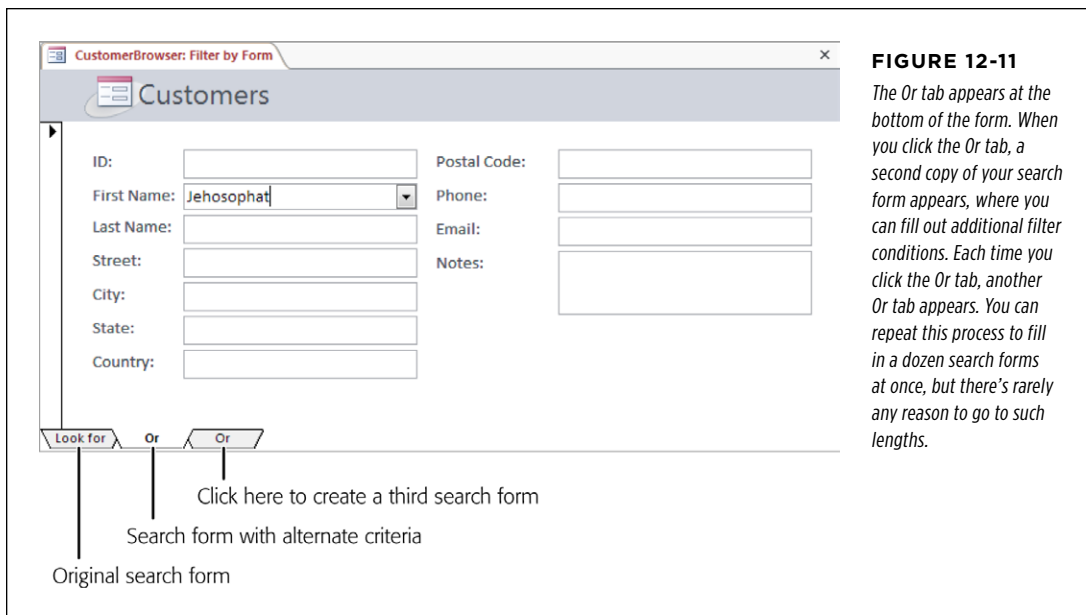 CustomerBrowser: Filter by Form
Customers
ID:
First Name: Jehosophat
Last Name:
Street:
City:
State:
Country:
Postal Code:
Phone:
Email:
Notes:
Look for
Or
Or
Click here to create a third search form
Search form with alternate criteria
Original search form
FIGURE 12-11
The Or tab appears at the
bottom of the form. When
you click the Or tab, a
second copy of your search
form appears, where you
can fill out additional filter
conditions. Each time you
click the Or tab, another
Or tab appears. You can
repeat this process to fill
in a dozen search forms
at once, but there's rarely
any reason to go to such
lengths.